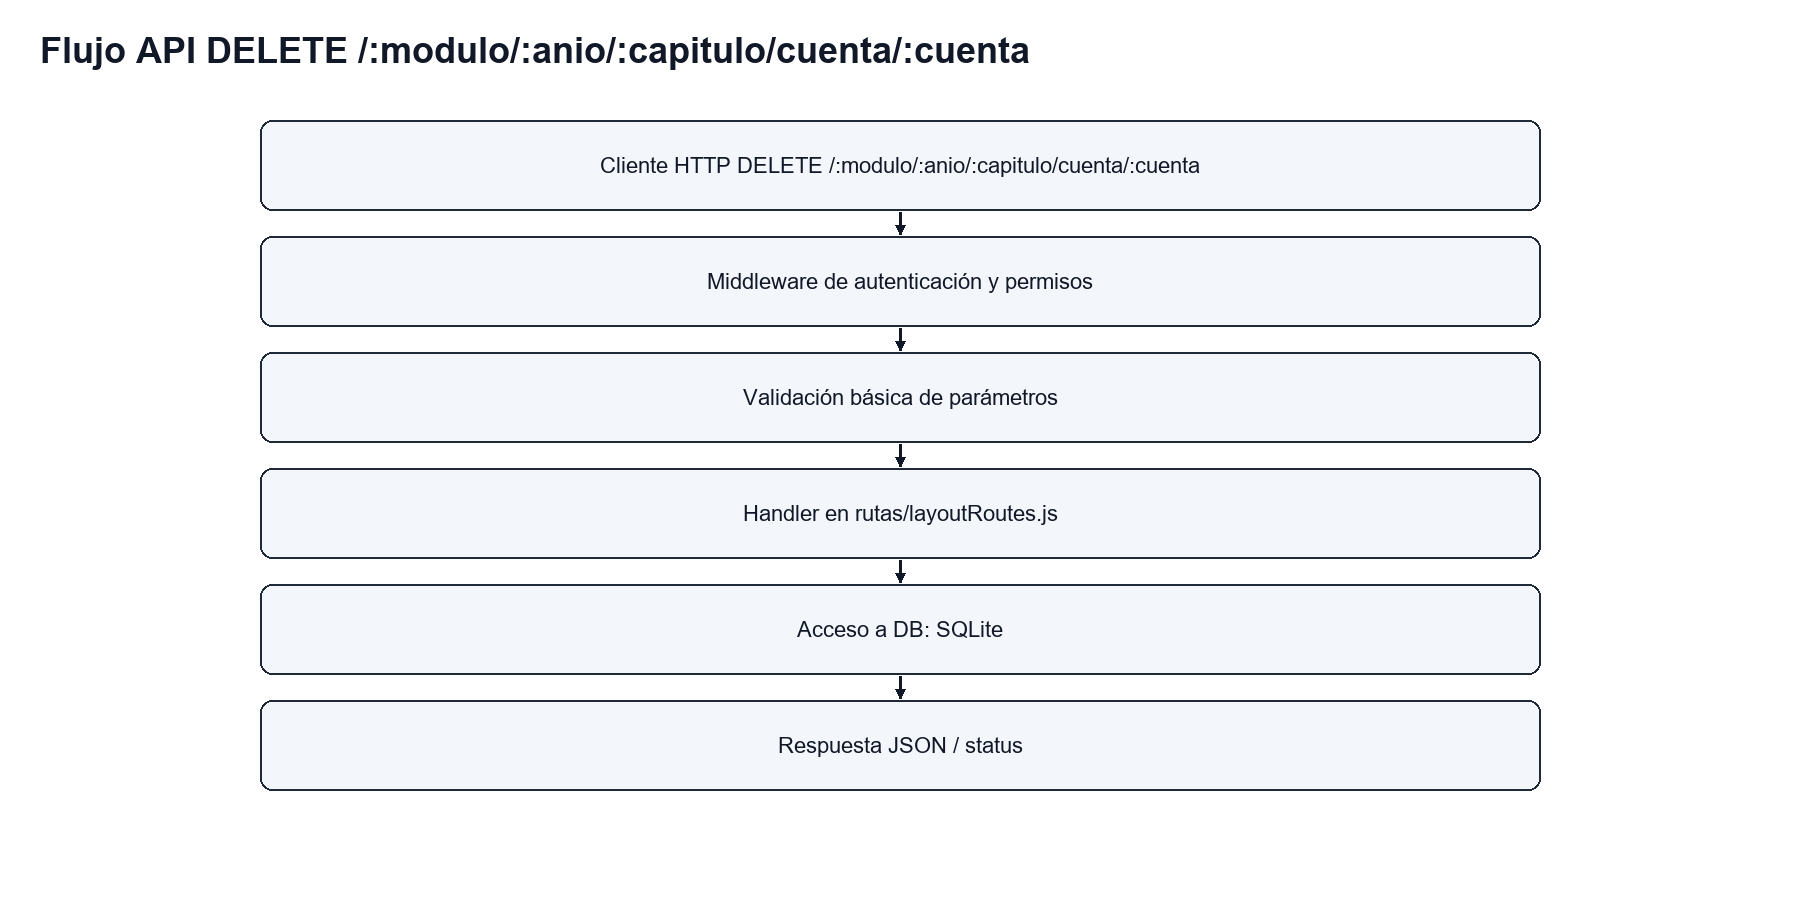 Flujo API DELETE /:modulo/:anio/:capitulo/cuenta/:cuenta
Cliente HTTP DELETE /:modulo/:anio/:capitulo/cuenta/:cuenta
Middleware de autenticación y permisos
Validación básica de parámetros
Handler en rutas/layoutRoutes.js
Acceso a DB: SQLite
Respuesta JSON / status